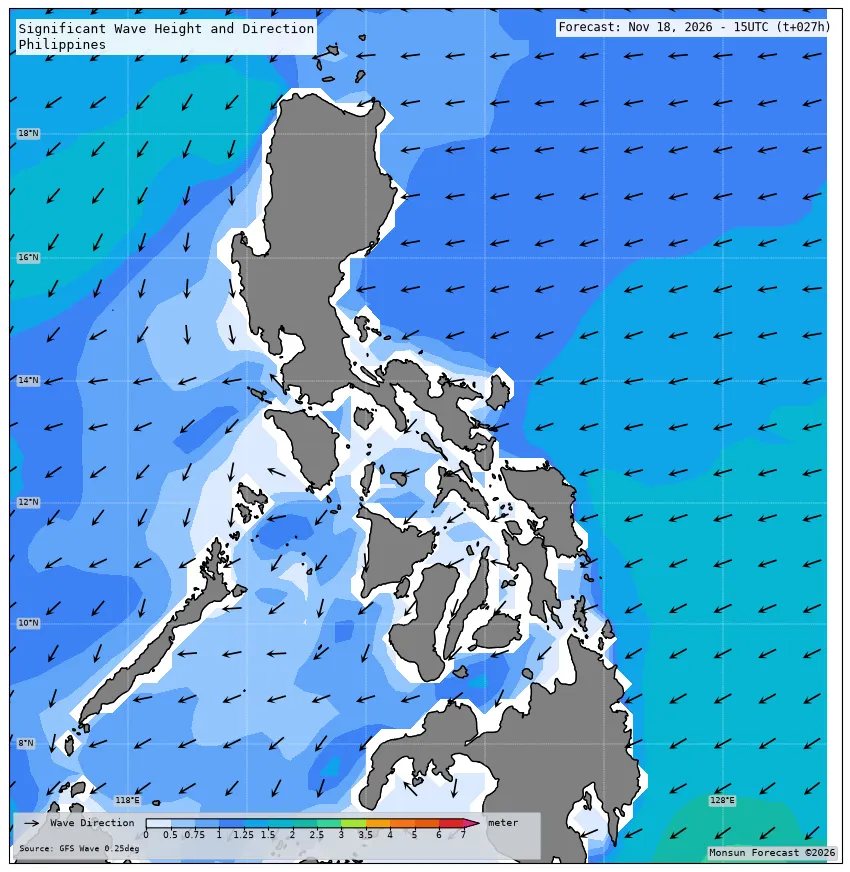 Significant Wave Height and Direction
Philippines
Forecast: Nov 18, 2026 - 15UTC (t+027h)
18°N
16°N
14°N
12°N
10°N
8°N
118°E
128°E
Wave Direction
0 0.5 0.75 1 1.25 1.5 2 2.5 3 3.5 4 5 6 7
meter
Source: GFS Wave 0.25deg
Monsun Forecast ©2026